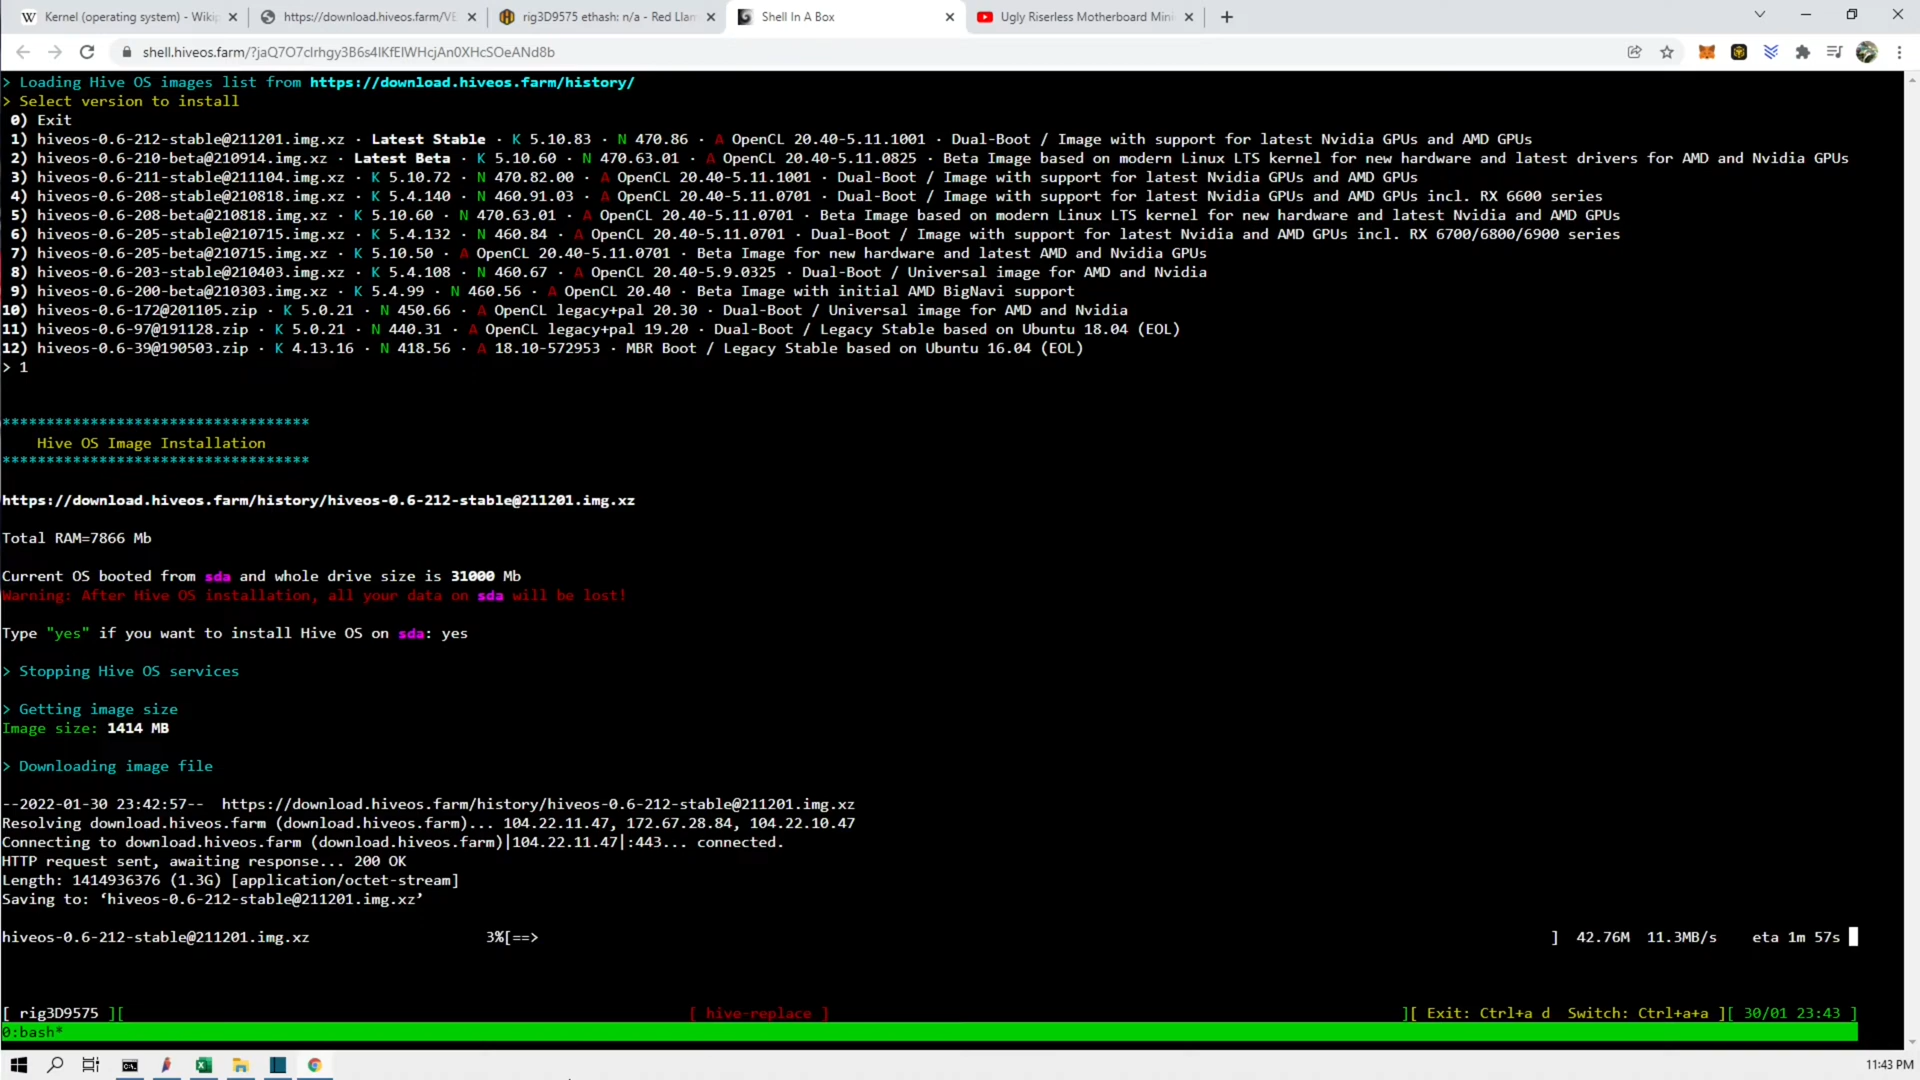 Kernel (operating system) - Wikip
https://download.hiveos.farm/VE
rig3D9575 ethash: n/a - Red Llam
Shell In A Box
Ugly Riserless Motherboard Mini
> Loading Hive OS images list from https://download.hiveos.farm/history/
> Select version to install
0) Exit
1) hiveos-0.6-212-stable@211201.img.xz · Latest Stable · K 5.10.83 · N 470.86 · A OpenCL 20.40-5.11.1001 · Dual-Boot / Image with support for latest Nvidia GPUs and AMD GPUs
2) hiveos-0.6-210-beta@210914.img.xz · Latest Beta · K 5.10.60 · N 470.63.01 · A OpenCL 20.40-5.11.0825 · Beta Image based on modern Linux LTS kernel for new hardware and latest drivers for AMD and Nvidia GPUs
3) hiveos-0.6-211-stable@211104.img.xz · K 5.10.72 · N 470.82.00 · A OpenCL 20.40-5.11.1001 · Dual-Boot / Image with support for latest Nvidia GPUs and AMD GPUs
4) hiveos-0.6-208-stable@210818.img.xz · K 5.4.140 · N 460.91.03 · A OpenCL 20.40-5.11.0701 · Dual-Boot / Image with support for latest Nvidia GPUs and AMD GPUs incl. RX 6600 series
5) hiveos-0.6-208-beta@210818.img.xz · K 5.10.60 · N 470.63.01 · A OpenCL 20.40-5.11.0701 · Beta Image based on modern Linux LTS kernel for new hardware and latest Nvidia and AMD GPUs
6) hiveos-0.6-205-stable@210715.img.xz · K 5.4.132 · N 460.84 · A OpenCL 20.40-5.11.0701 · Dual-Boot / Image with support for latest Nvidia and AMD GPUs incl. RX 6700/6800/6900 series
7) hiveos-0.6-205-beta@210715.img.xz · K 5.10.50 · A OpenCL 20.40-5.11.0701 · Beta Image for new hardware and latest AMD and Nvidia GPUs
8) hiveos-0.6-203-stable@210403.img.xz · K 5.4.108 · N 460.67 · A OpenCL 20.40-5.9.0325 · Dual-Boot / Universal image for AMD and Nvidia
9) hiveos-0.6-200-beta@210303.img.xz · K 5.4.99 · N 460.56 · A OpenCL 20.40 · Beta Image with initial AMD BigNavi support
10) hiveos-0.6-172@201105.zip · K 5.0.21 · N 450.66 · A OpenCL legacy+pal 20.30 · Dual-Boot / Universal image for AMD and Nvidia
11) hiveos-0.6-97@191128.zip · K 5.0.21 · N 440.31 · A OpenCL legacy+pal 19.20 · Dual-Boot / Legacy Stable based on Ubuntu 18.04 (EOL)
12) hiveos-0.6-39@190503.zip · K 4.13.16 · N 418.56 · A 18.10-572953 · MBR Boot / Legacy Stable based on Ubuntu 16.04 (EOL)
> 1
***********************************
Hive OS Image Installation
***********************************
https://download.hiveos.farm/history/hiveos-0.6-212-stable@211201.img.xz
Total RAM=7866 Mb
Current OS booted from sda and whole drive size is 31000 Mb
Warning: After Hive OS installation, all your data on sda will be lost!
Type "yes" if you want to install Hive OS on sda: yes
> Stopping Hive OS services
> Getting image size
Image size: 1414 MB
> Downloading image file
--2022-01-30 23:42:57-- https://download.hiveos.farm/history/hiveos-0.6-212-stable@211201.img.xz
Resolving download.hiveos.farm (download.hiveos.farm)... 104.22.11.47, 172.67.28.84, 104.22.10.47
Connecting to download.hiveos.farm (download.hiveos.farm)|104.22.11.47|:443... connected.
HTTP request sent, awaiting response... 200 OK
Length: 1414936376 (1.3G) [application/octet-stream]
Saving to: ‘hiveos-0.6-212-stable@211201.img.xz’
hiveos-0.6-212-stable@211201.img.xz 3%[==> ] 42.76M 11.3MB/s eta 1m 57s
[ rig3D9575 ][ [ hive-replace ] ][ Exit: Ctrl+a d Switch: Ctrl+a+a ][ 30/01 23:43 ]
0:bash*
11:43 PM